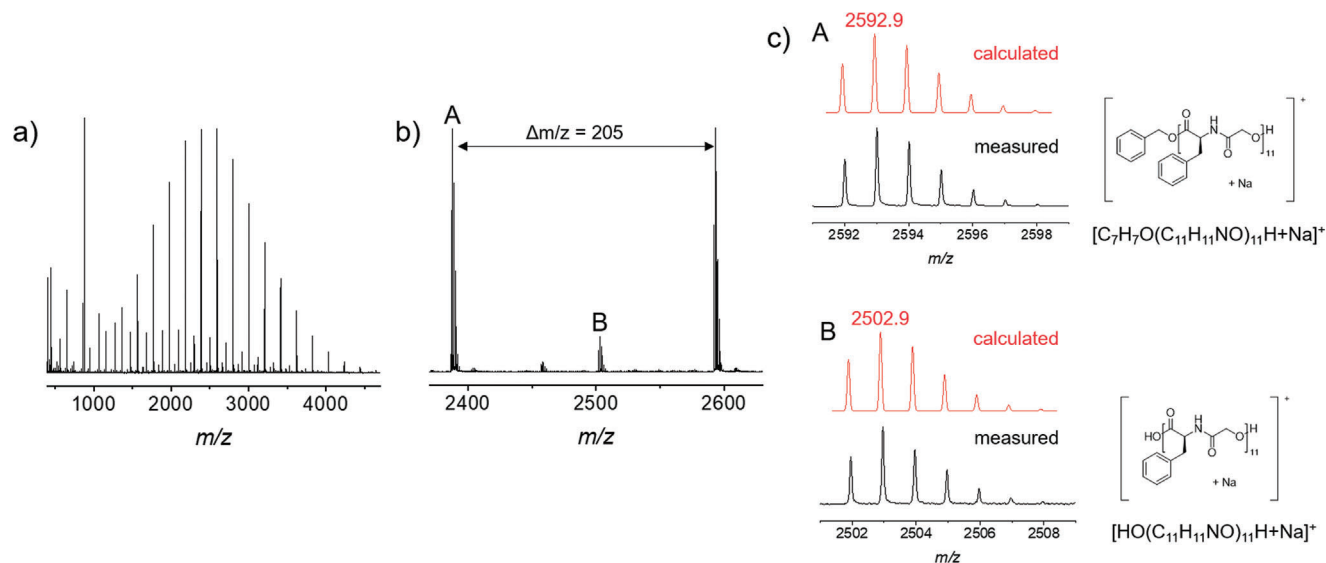 a)
1000 2000 3000 4000
m/z
b)
A
Δm/z = 205
B
2400 2500 2600
m/z
c)
A
2592.9
calculated
measured
2592 2594 2596 2598
m/z
O
O
H
N
O
O
H
11
+ Na
+
[C₇H₇O(C₁₁H₁₁NO)₁₁H+Na]⁺
B
2502.9
calculated
measured
2502 2504 2506 2508
m/z
O
HO
H
N
O
O
H
11
+ Na
+
[HO(C₁₁H₁₁NO)₁₁H+Na]⁺